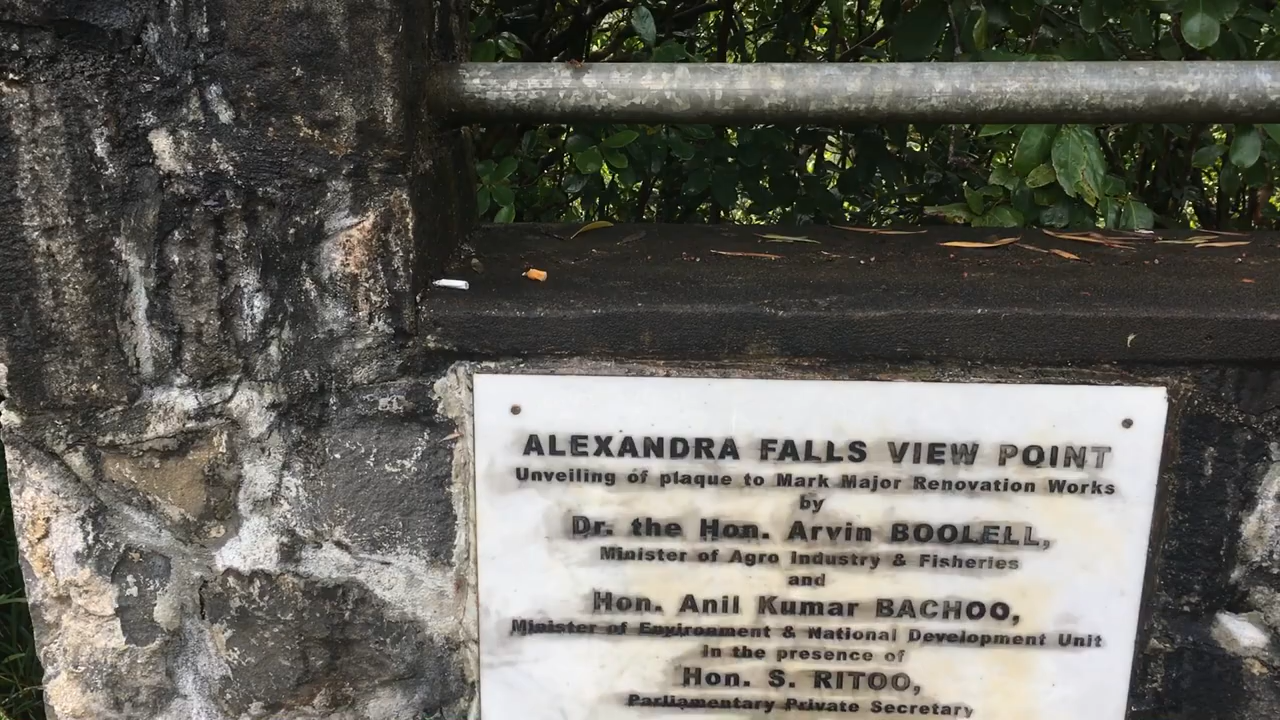 ALEXANDRA FALLS VIEW POINT
Unveiling of plaque to Mark Major Renovation Works
by
Dr. the Hon. Arvin BOOLELL,
Minister of Agro Industry & Fisheries
and
Hon. Anil Kumar BACHOO,
Minister of Environment & National Development Unit
in the presence of
Hon. S. RITOO,
Parliamentary Private Secretary